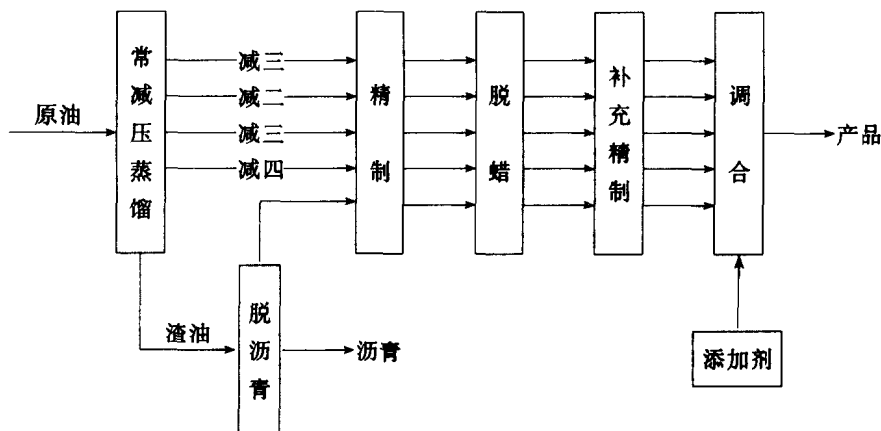 原油
常减压蒸馏
减三
减二
减三
减四
精制
脱蜡
补充精制
调合
产品
渣油
脱沥青
沥青
添加剂